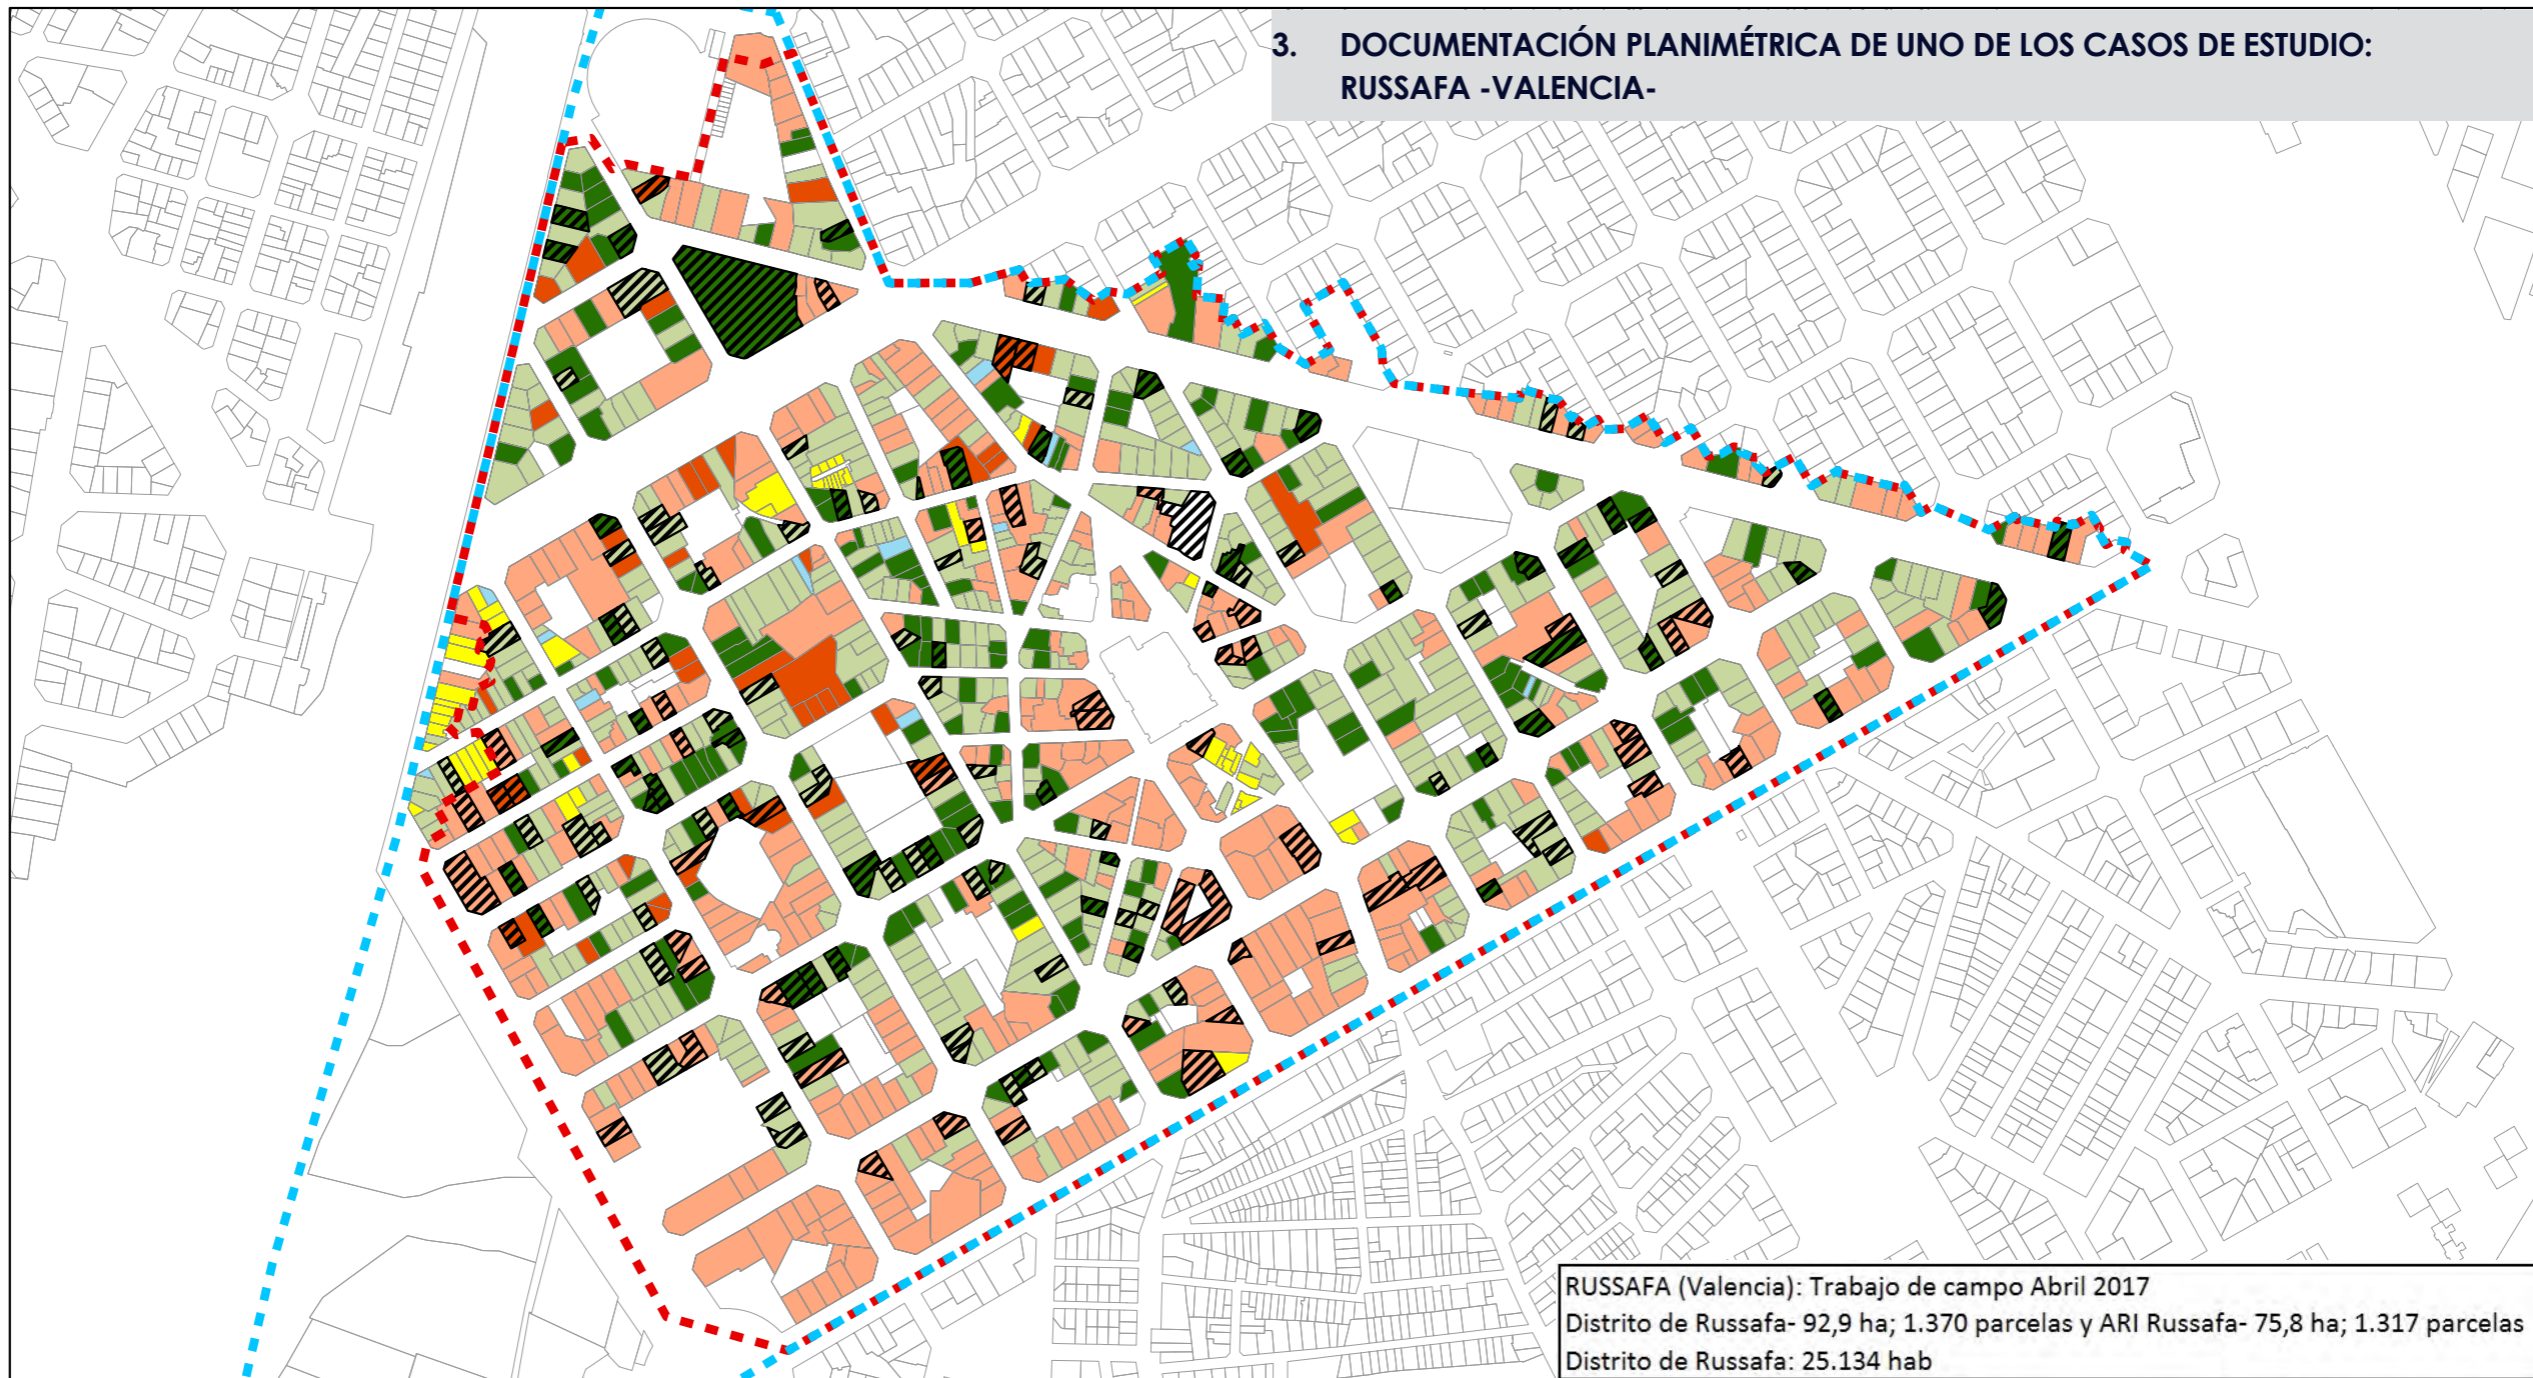 3. DOCUMENTACIÓN PLANIMÉTRICA DE UNO DE LOS CASOS DE ESTUDIO:
RUSSAFA -VALENCIA-
RUSSAFA (Valencia): Trabajo de campo Abril 2017
Distrito de Russafa- 92,9 ha; 1.370 parcelas y ARI Russafa- 75,8 ha; 1.317 parcelas
Distrito de Russafa: 25.134 hab